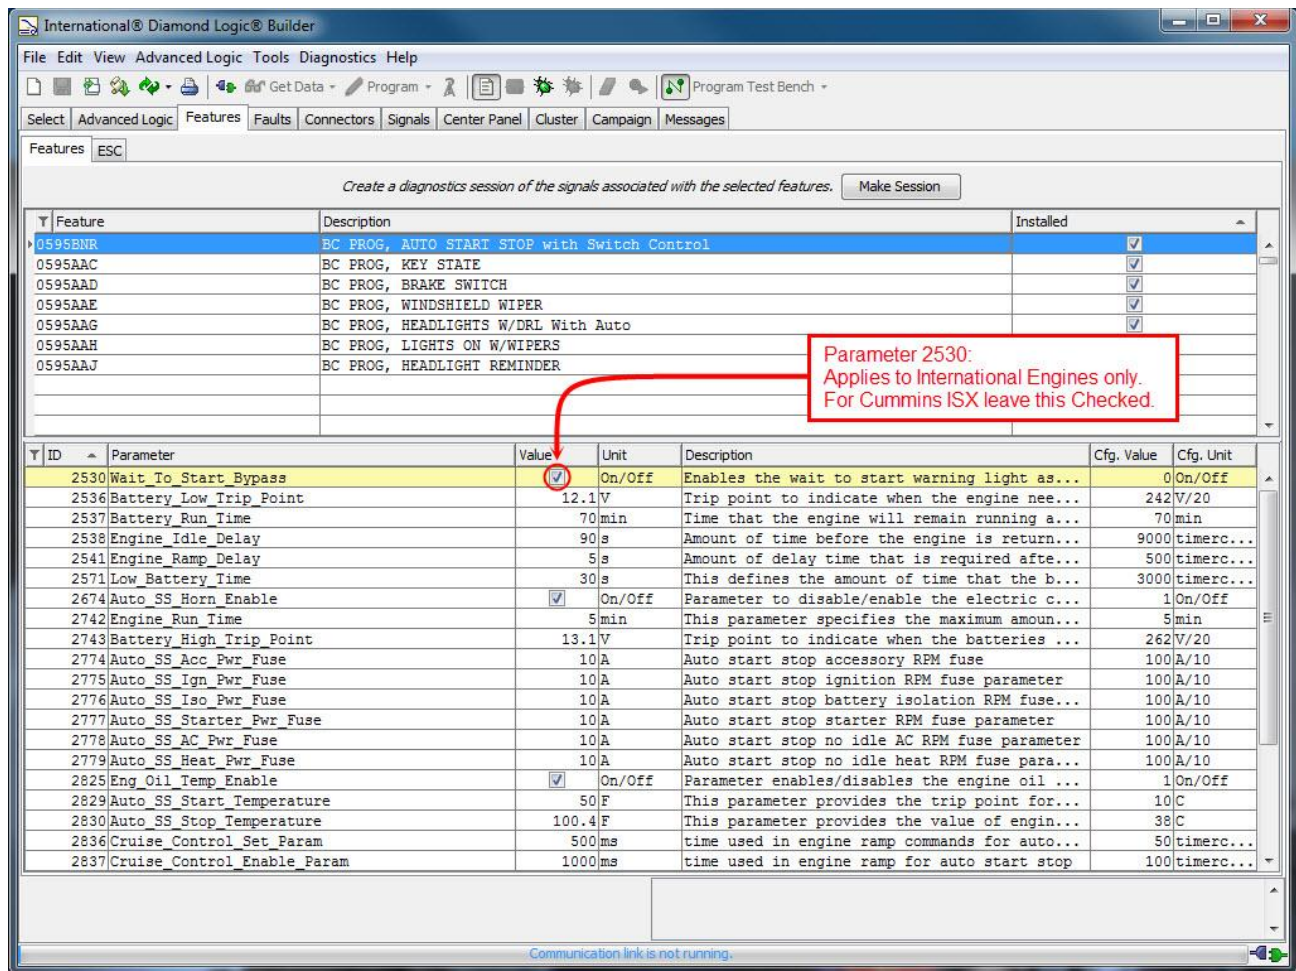 International® Diamond Logic® Builder
File Edit View Advanced Logic Tools Diagnostics Help
Get Data Program Program Test Bench
Select Advanced Logic Features Faults Connectors Signals Center Panel Cluster Campaign Messages
Features ESC
Create a diagnostics session of the signals associated with the selected features. Make Session
Feature Description Installed
0595BNR BC PROG, AUTO START STOP with Switch Control
0595AAC BC PROG, KEY STATE
0595AAD BC PROG, BRAKE SWITCH
0595AAE BC PROG, WINDSHIELD WIPER
0595AAG BC PROG, HEADLIGHTS W/DRL With Auto
0595AAH BC PROG, LIGHTS ON W/WIPERS
0595AAJ BC PROG, HEADLIGHT REMINDER
Parameter 2530:
Applies to International Engines only.
For Cummins ISX leave this Checked.
ID Parameter Value Unit Description Cfg. Value Cfg. Unit
2530 Wait_To_Start_Bypass On/Off Enables the wait to start warning light as... 0 On/Off
2536 Battery_Low_Trip_Point 12.1 V Trip point to indicate when the engine nee... 242 V/20
2537 Battery_Run_Time 70 min Time that the engine will remain running a... 70 min
2538 Engine_Idle_Delay 90 s Amount of time before the engine is return... 9000 timerc...
2541 Engine_Ramp_Delay 5 s Amount of delay time that is required afte... 500 timerc...
2571 Low_Battery_Time 30 s This defines the amount of time that the b... 3000 timerc...
2674 Auto_SS_Horn_Enable On/Off Parameter to disable/enable the electric c... 1 On/Off
2742 Engine_Run_Time 5 min This parameter specifies the maximum amoun... 5 min
2743 Battery_High_Trip_Point 13.1 V Trip point to indicate when the batteries ... 262 V/20
2774 Auto_SS_Acc_Pwr_Fuse 10 A Auto start stop accessory RPM fuse 100 A/10
2775 Auto_SS_Ign_Pwr_Fuse 10 A Auto start stop ignition RPM fuse parameter 100 A/10
2776 Auto_SS_Iso_Pwr_Fuse 10 A Auto start stop battery isolation RPM fuse... 100 A/10
2777 Auto_SS_Starter_Pwr_Fuse 10 A Auto start stop starter RPM fuse parameter 100 A/10
2778 Auto_SS_AC_Pwr_Fuse 10 A Auto start stop no idle AC RPM fuse parameter 100 A/10
2779 Auto_SS_Heat_Pwr_Fuse 10 A Auto start stop no idle heat RPM fuse para... 100 A/10
2825 Eng_Oil_Temp_Enable On/Off Parameter enables/disables the engine oil ... 1 On/Off
2829 Auto_SS_Start_Temperature 50 F This parameter provides the trip point for... 10 C
2830 Auto_SS_Stop_Temperature 100.4 F This parameter provides the value of engin... 38 C
2836 Cruise_Control_Set_Param 500 ms time used in engine ramp commands for auto... 50 timerc...
2837 Cruise_Control_Enable_Param 1000 ms time used in engine ramp for auto start stop 100 timerc...
Communication link is not running.